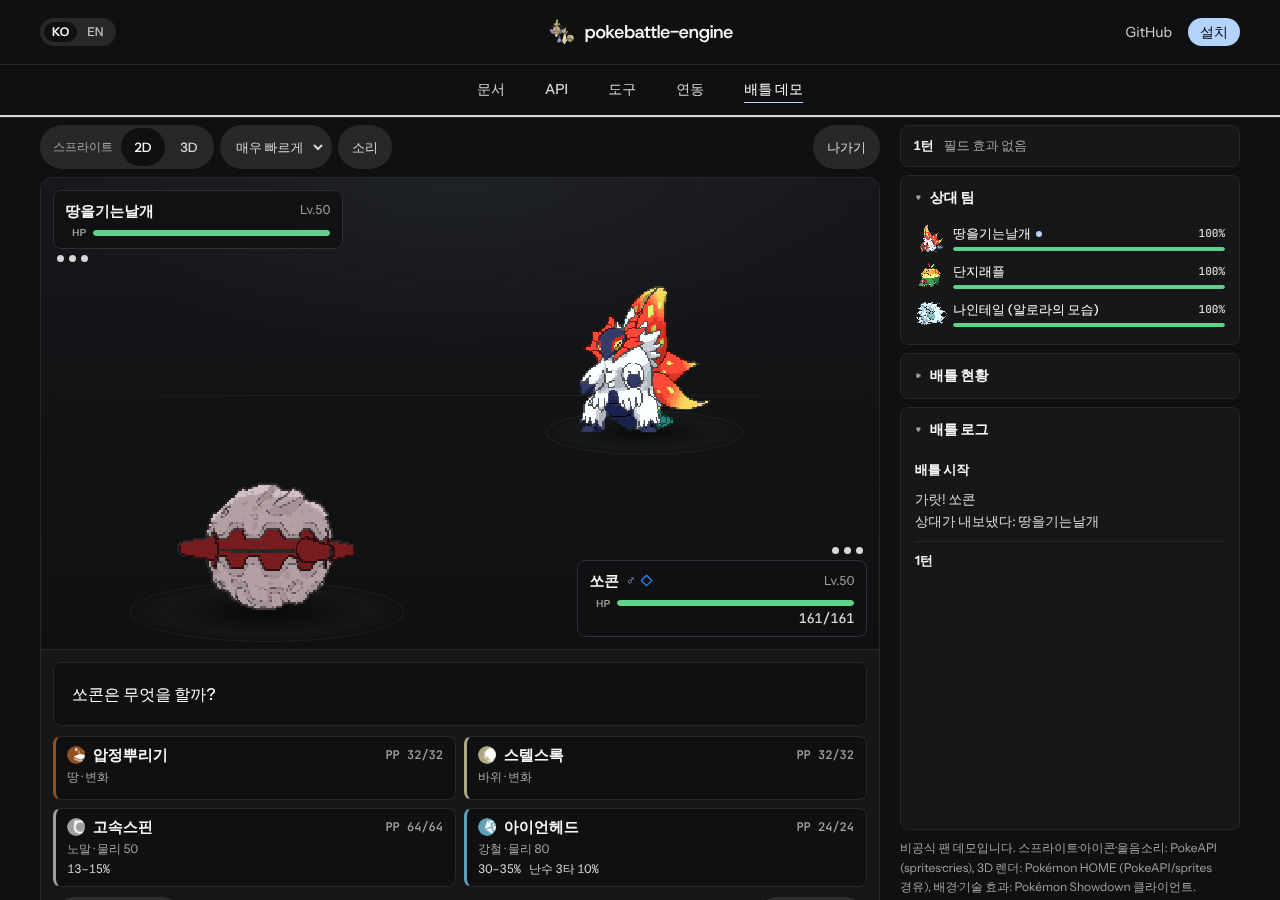 KO EN
pokebattle-engine
GitHub 설치
문서 API 도구 연동 배틀 데모
스프라이트 2D 3D 매우 빠르게 소리 나가기
땅을기는날개 Lv.50
HP
쏘콘 ♂ Lv.50
HP
161/161
쏘콘은 무엇을 할까?
압정뿌리기 PP 32/32
땅·변화
스텔스록 PP 32/32
바위·변화
고속스핀 PP 64/64
노말·물리 50
13–15%
아이언헤드 PP 24/24
강철·물리 80
30–35% 난수 3타 10%
1턴 필드 효과 없음
상대 팀
땅을기는날개 100%
단지래플 100%
나인테일 (알로라의 모습) 100%
배틀 현황
배틀 로그
배틀 시작
가랏! 쏘콘
상대가 내보냈다: 땅을기는날개
1턴
비공식 팬 데모입니다. 스프라이트·아이콘·울음소리: PokeAPI
(sprites·cries), 3D 렌더: Pokémon HOME (PokeAPI/sprites
경유), 배경·기술 효과: Pokémon Showdown 클라이언트.